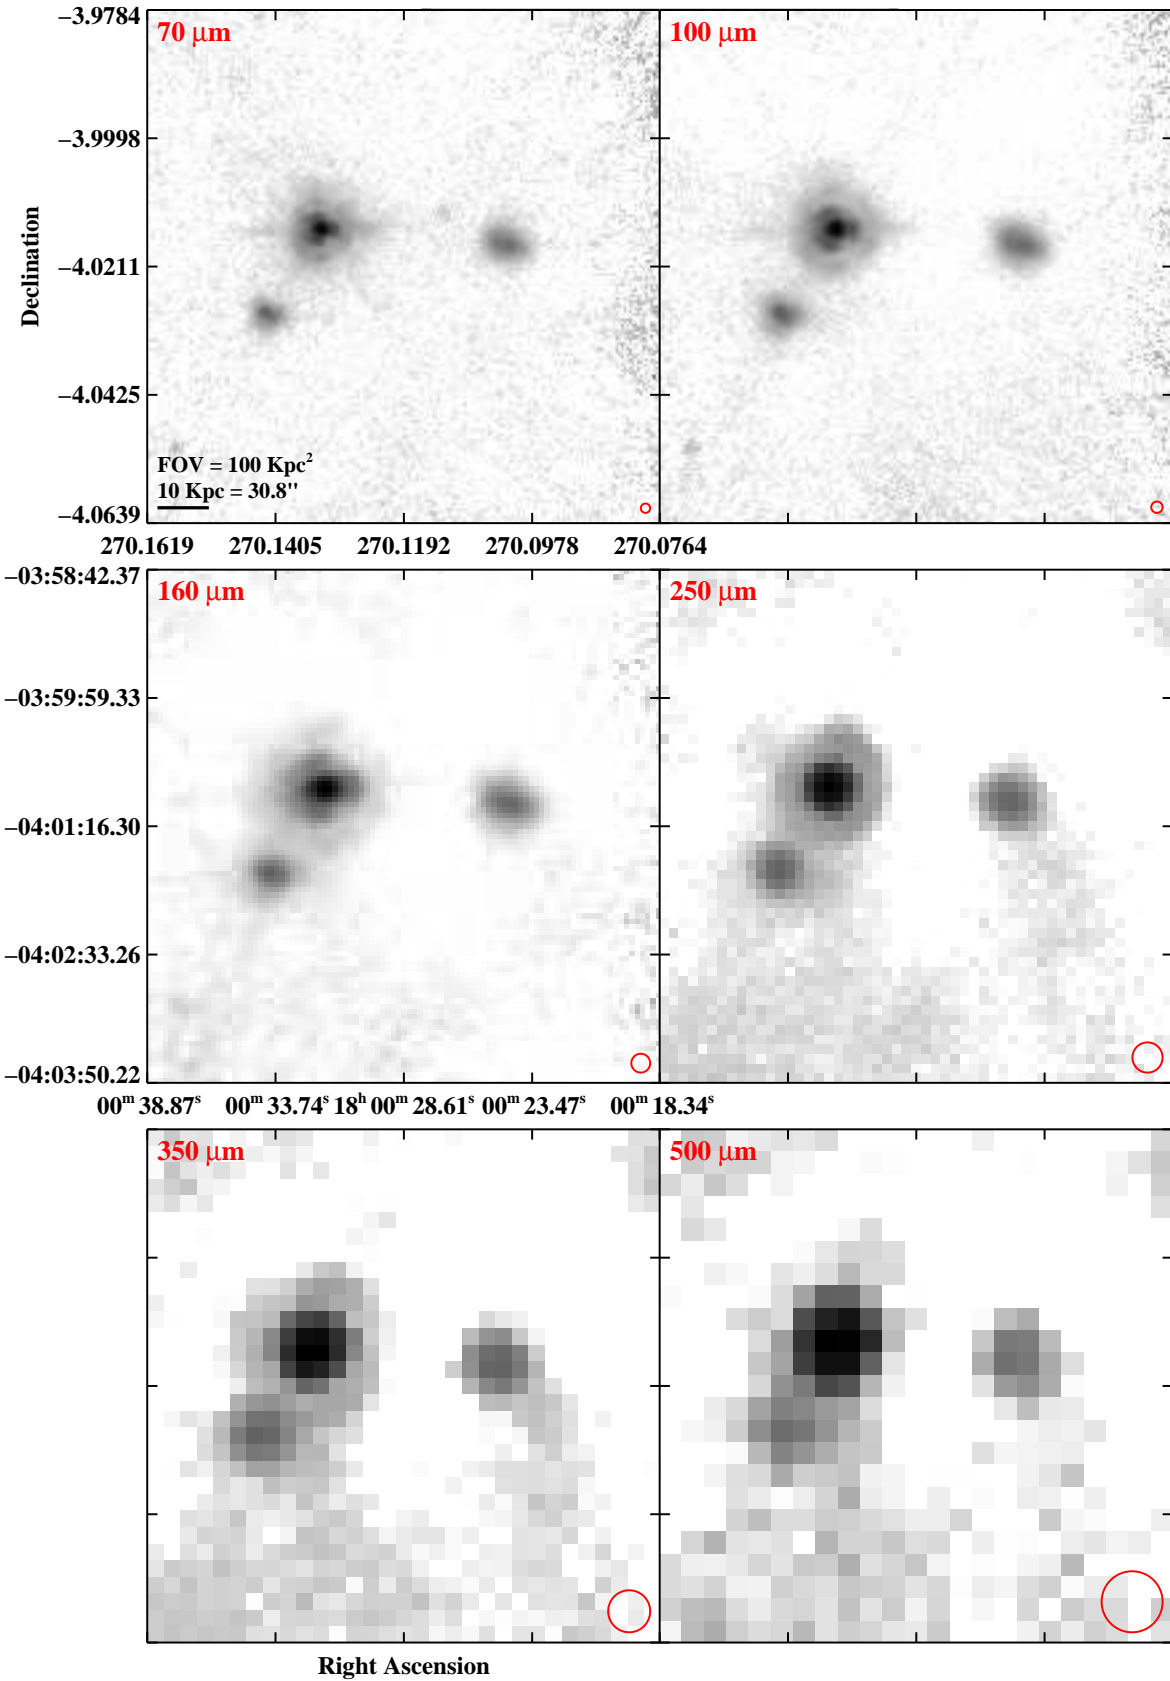 −3.9784
70 μm
100 μm
−3.9998
Declination
−4.0211
−4.0425
FOV = 100 Kpc²
10 Kpc = 30.8"
−4.0639
270.1619 270.1405 270.1192 270.0978 270.0764
−03:58:42.37
160 μm
250 μm
−03:59:59.33
−04:01:16.30
−04:02:33.26
−04:03:50.22
00ᵐ 38.87ˢ 00ᵐ 33.74ˢ 18ʰ 00ᵐ 28.61ˢ 00ᵐ 23.47ˢ 00ᵐ 18.34ˢ
350 μm
500 μm
Right Ascension